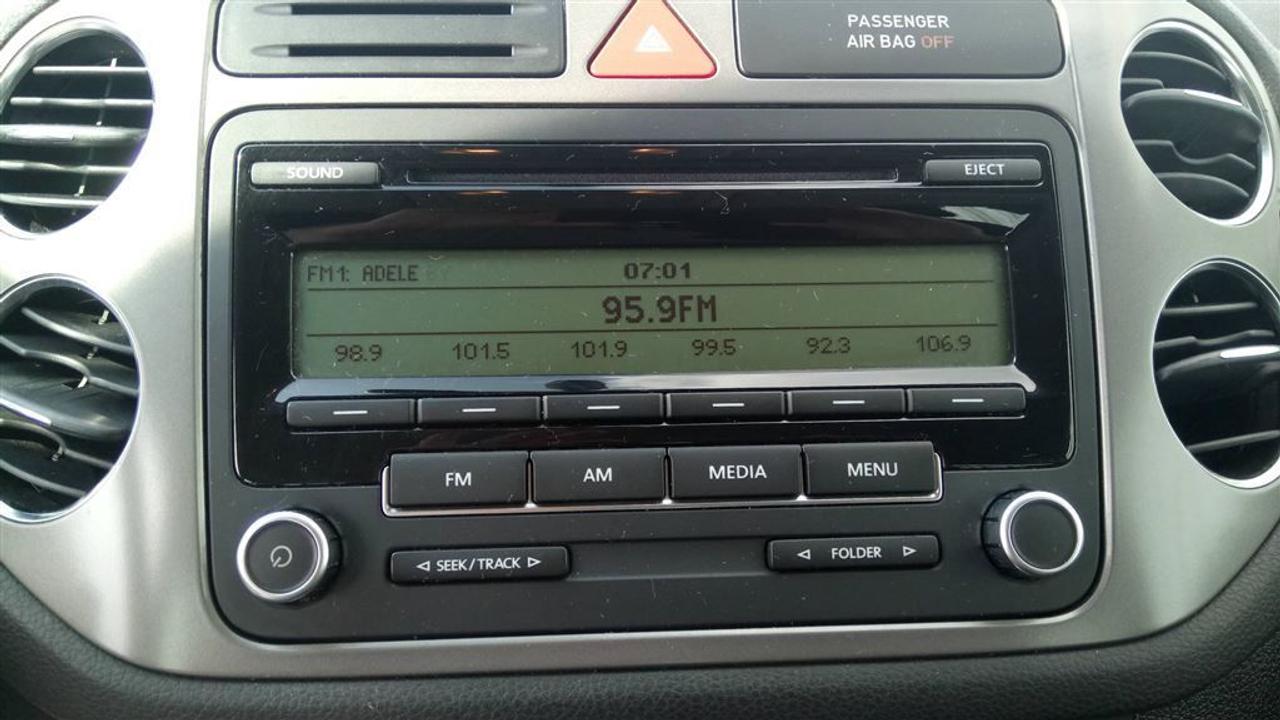 PASSENGER
AIR BAG OFF
SOUND
EJECT
FM1: ADELE BY 07:01
95.9FM
98.9 101.5 101.9 99.5 92.3 106.9
FM AM MEDIA MENU
◁ SEEK/TRACK ▷ ◁ FOLDER ▷